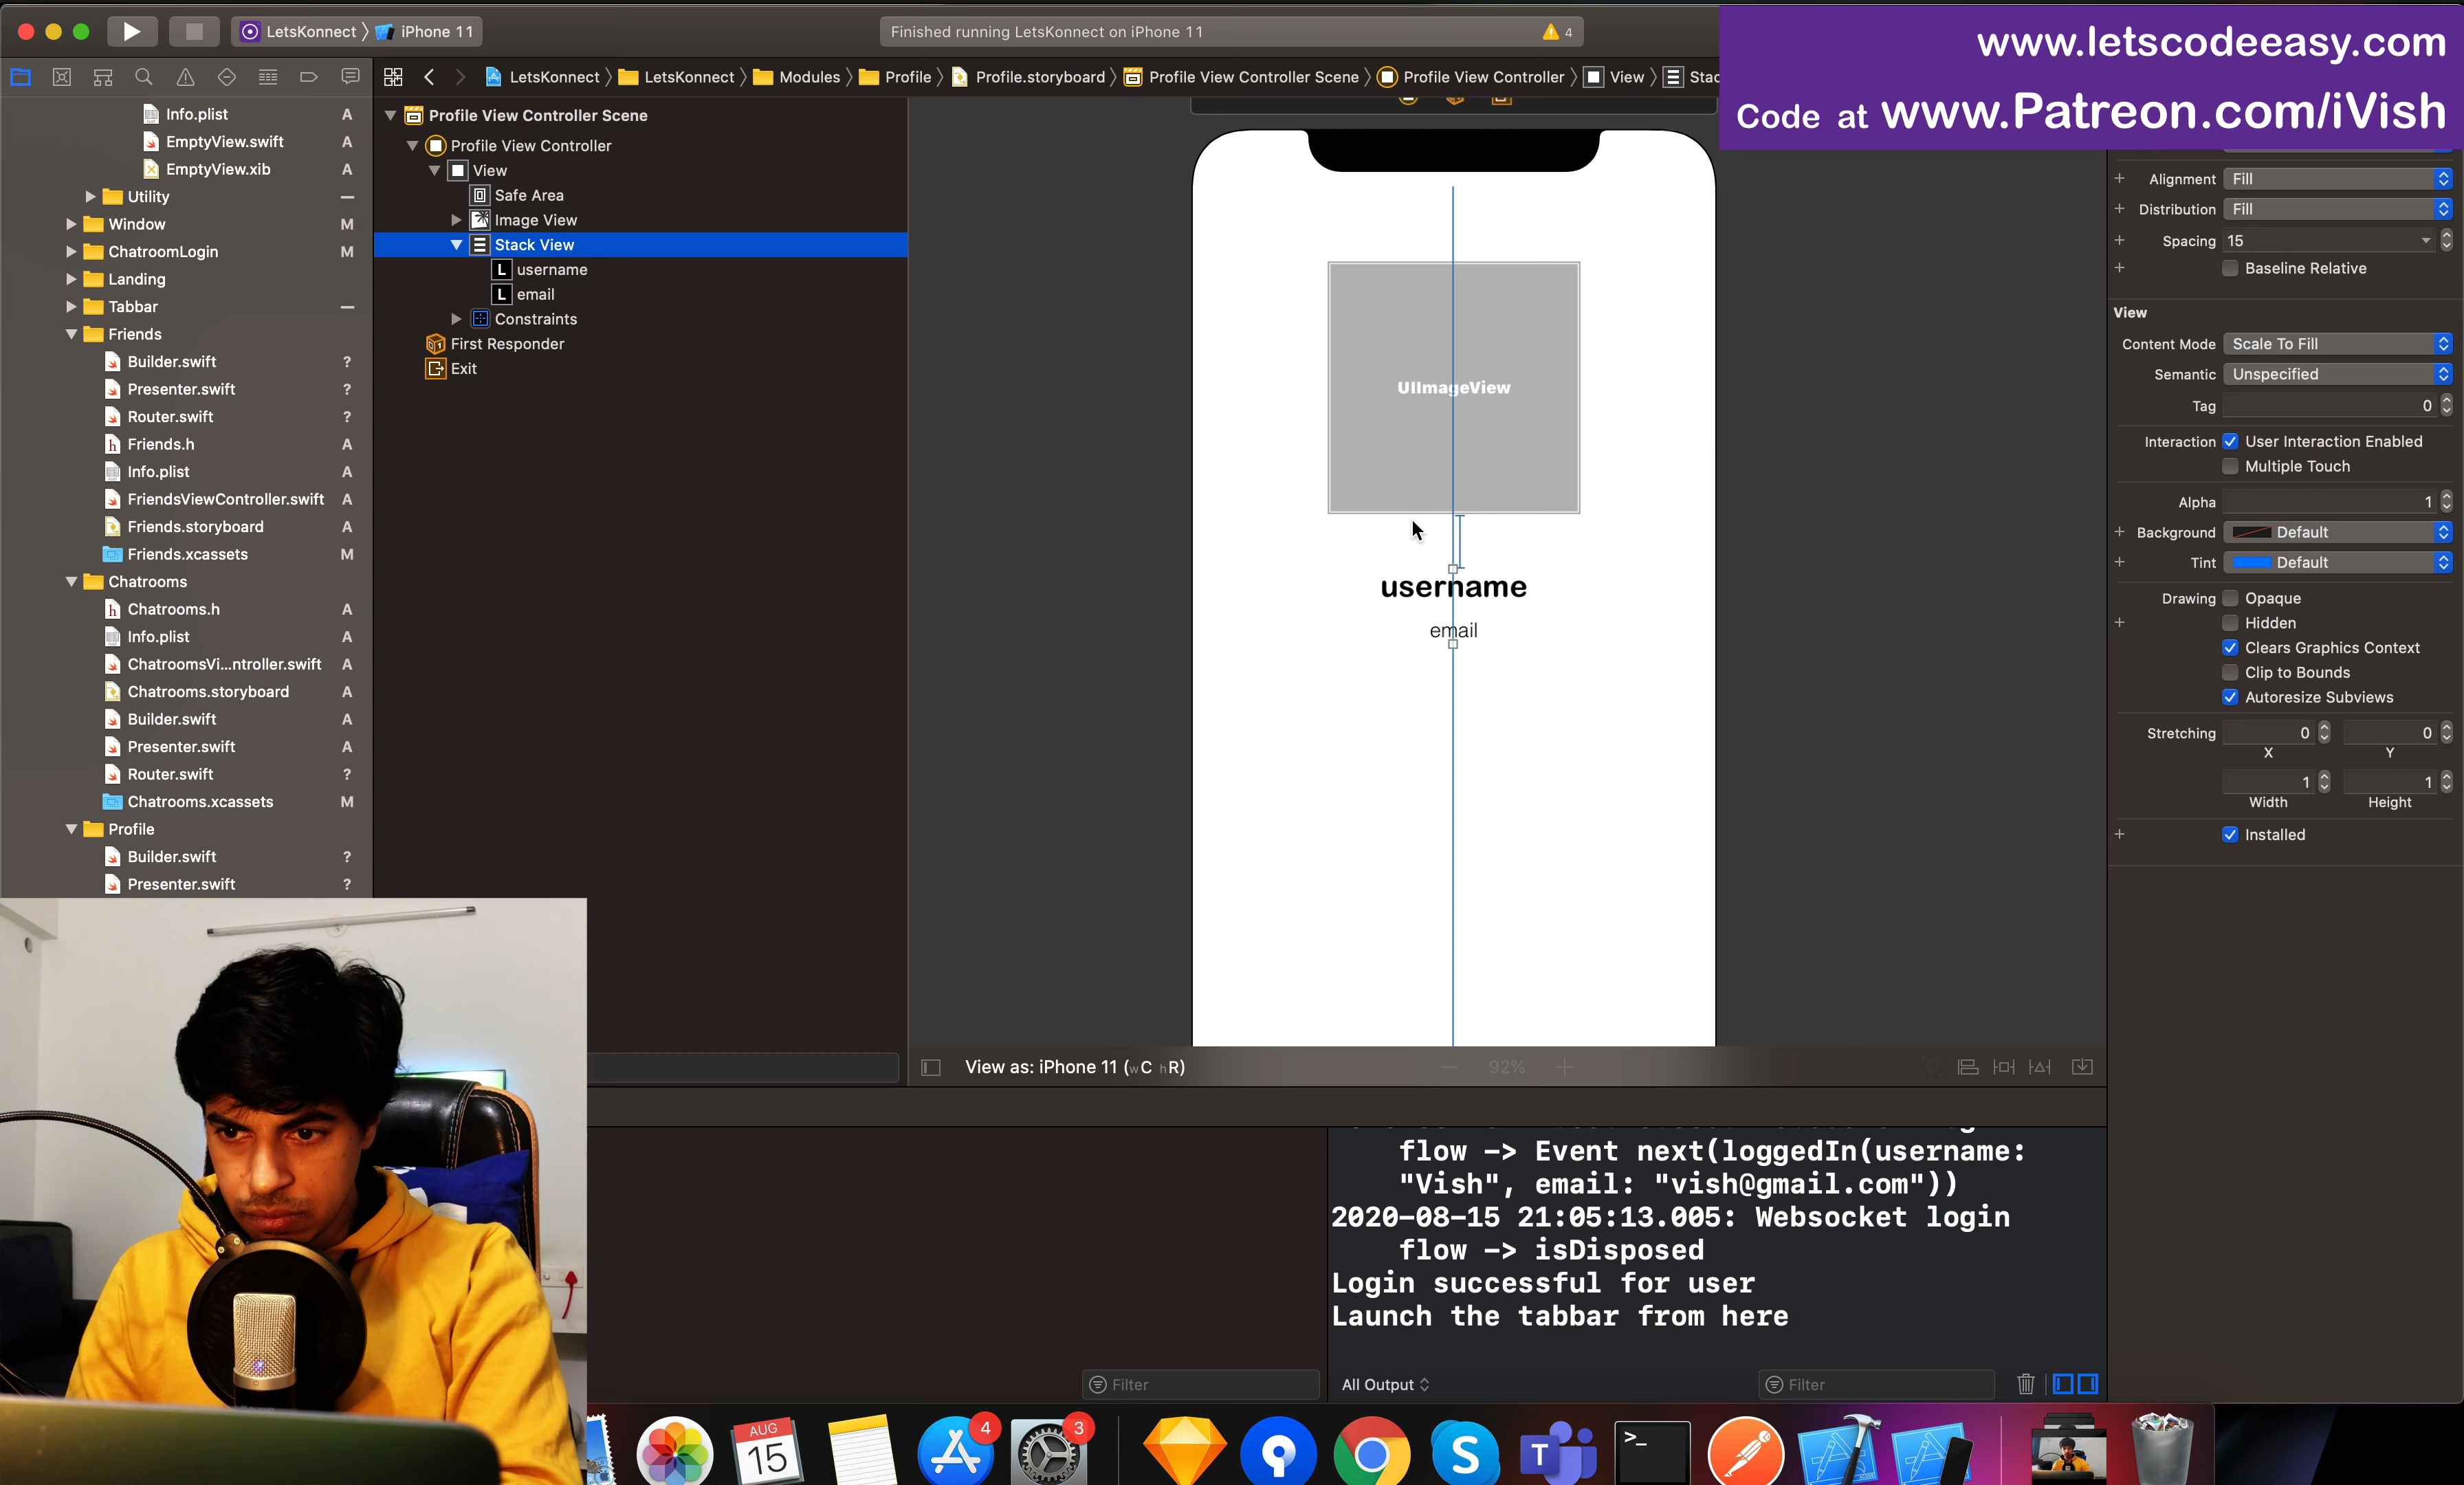 LetsKonnect 〉 iPhone 11
Finished running LetsKonnect on iPhone 11
4
www.letscodeeasy.com
Code at www.Patreon.com/iVish
LetsKonnect 〉 LetsKonnect 〉 Modules 〉 Profile 〉 Profile.storyboard 〉 Profile View Controller Scene 〉 Profile View Controller 〉 View 〉 Stac
Info.plist A
EmptyView.swift A
EmptyView.xib A
Utility —
Window M
ChatroomLogin M
Landing
Tabbar —
Friends
Builder.swift ?
Presenter.swift ?
Router.swift ?
Friends.h A
Info.plist A
FriendsViewController.swift A
Friends.storyboard A
Friends.xcassets M
Chatrooms
Chatrooms.h A
Info.plist A
ChatroomsVi...ntroller.swift A
Chatrooms.storyboard A
Builder.swift A
Presenter.swift A
Router.swift ?
Chatrooms.xcassets M
Profile
Builder.swift ?
Presenter.swift ?
Profile View Controller Scene
Profile View Controller
View
Safe Area
Image View
Stack View
L username
L email
Constraints
First Responder
Exit
UIImageView
username
email
View as: iPhone 11 (wC hR)
92%
Alignment Fill
Distribution Fill
Spacing 15
Baseline Relative
View
Content Mode Scale To Fill
Semantic Unspecified
Tag 0
Interaction User Interaction Enabled
Multiple Touch
Alpha 1
Background Default
Tint Default
Drawing Opaque
Hidden
Clears Graphics Context
Clip to Bounds
Autoresize Subviews
Stretching 0 0
X Y
1 1
Width Height
Installed
flow -> Event next(loggedIn(username:
"Vish", email: "vish@gmail.com"))
2020-08-15 21:05:13.005: Websocket login
flow -> isDisposed
Login successful for user
Launch the tabbar from here
Filter
All Output
Filter
AUG
15
4
3
S
T
>_